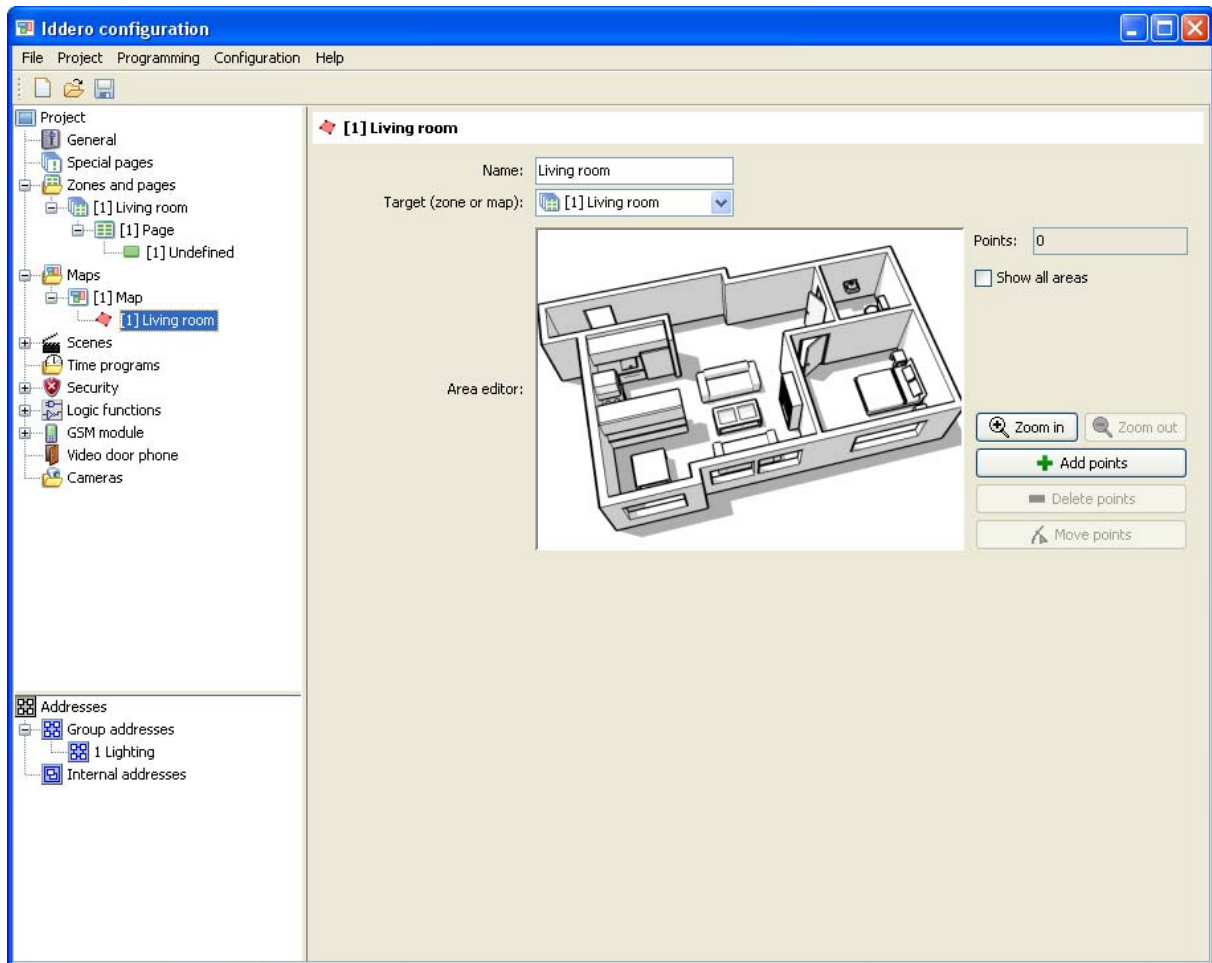 Iddero configuration
File Project Programming Configuration Help
Project
General
Special pages
Zones and pages
[1] Living room
[1] Page
[1] Undefined
Maps
[1] Map
[1] Living room
Scenes
Time programs
Security
Logic functions
GSM module
Video door phone
Cameras
Addresses
Group addresses
1 Lighting
Internal addresses
[1] Living room
Name: Living room
Target (zone or map): [1] Living room
Area editor:
Points: 0
Show all areas
Zoom in Zoom out
Add points
Delete points
Move points